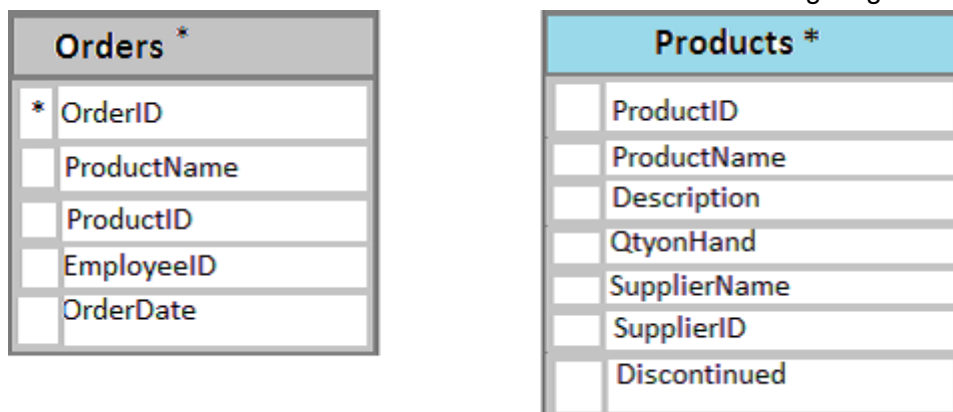 Orders *
* OrderID
ProductName
ProductID
EmployeeID
OrderDate
Products *
ProductID
ProductName
Description
QtyonHand
SupplierName
SupplierID
Discontinued